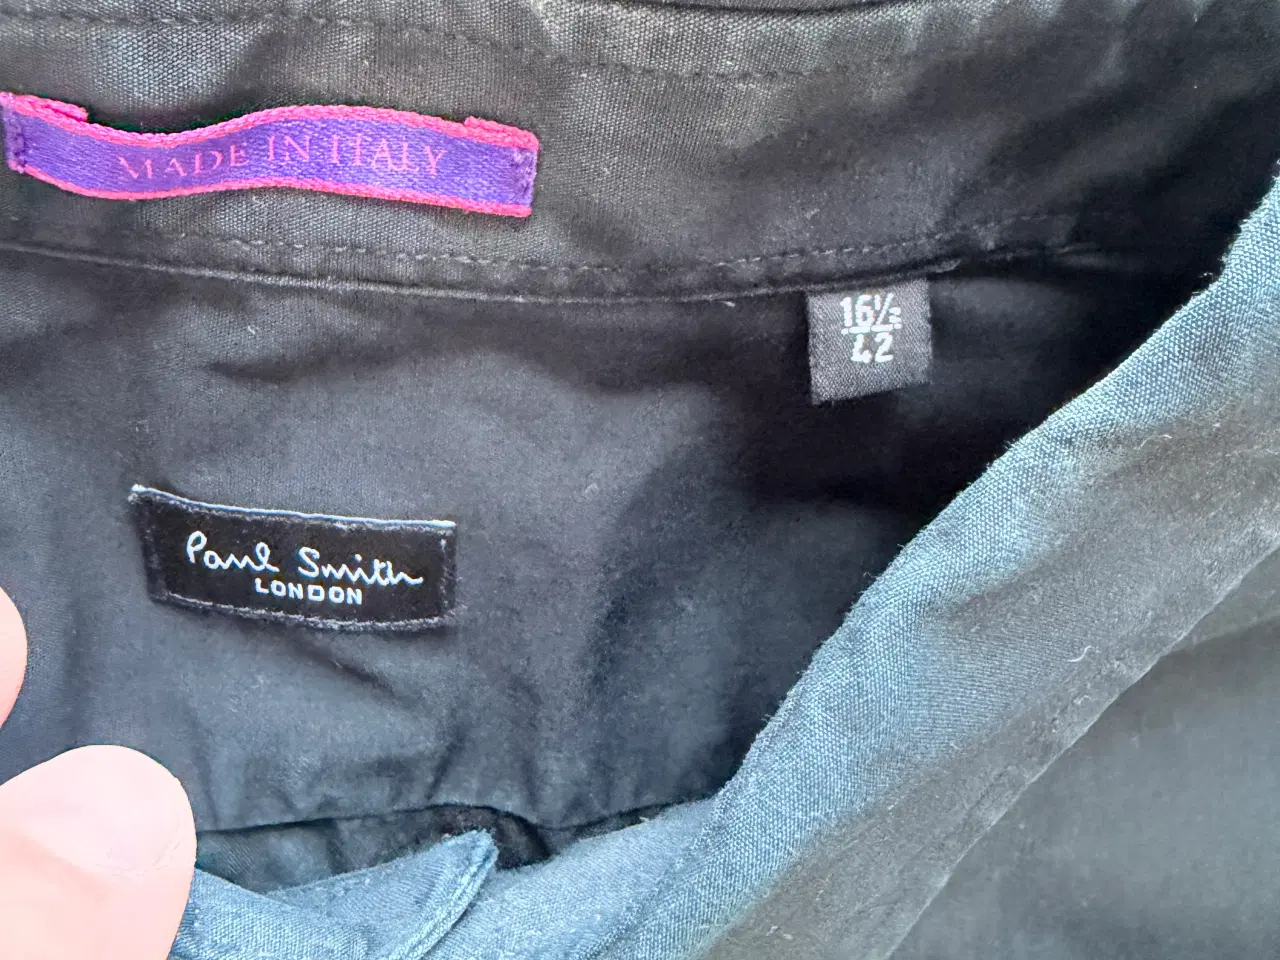 MADE IN ITALY
16½
42
Paul Smith
LONDON